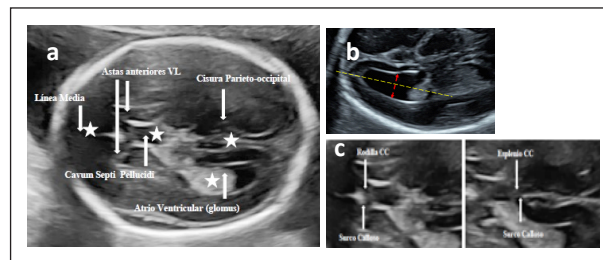 a
Astas anteriores VL
Cisura Parieto-occipital
Línea Media
Cavum Septi Pellucidi
Atrio Ventricular (glomus)
b
c
Rodilla CC
Esplenio CC
Surco Calloso
Surco Calloso